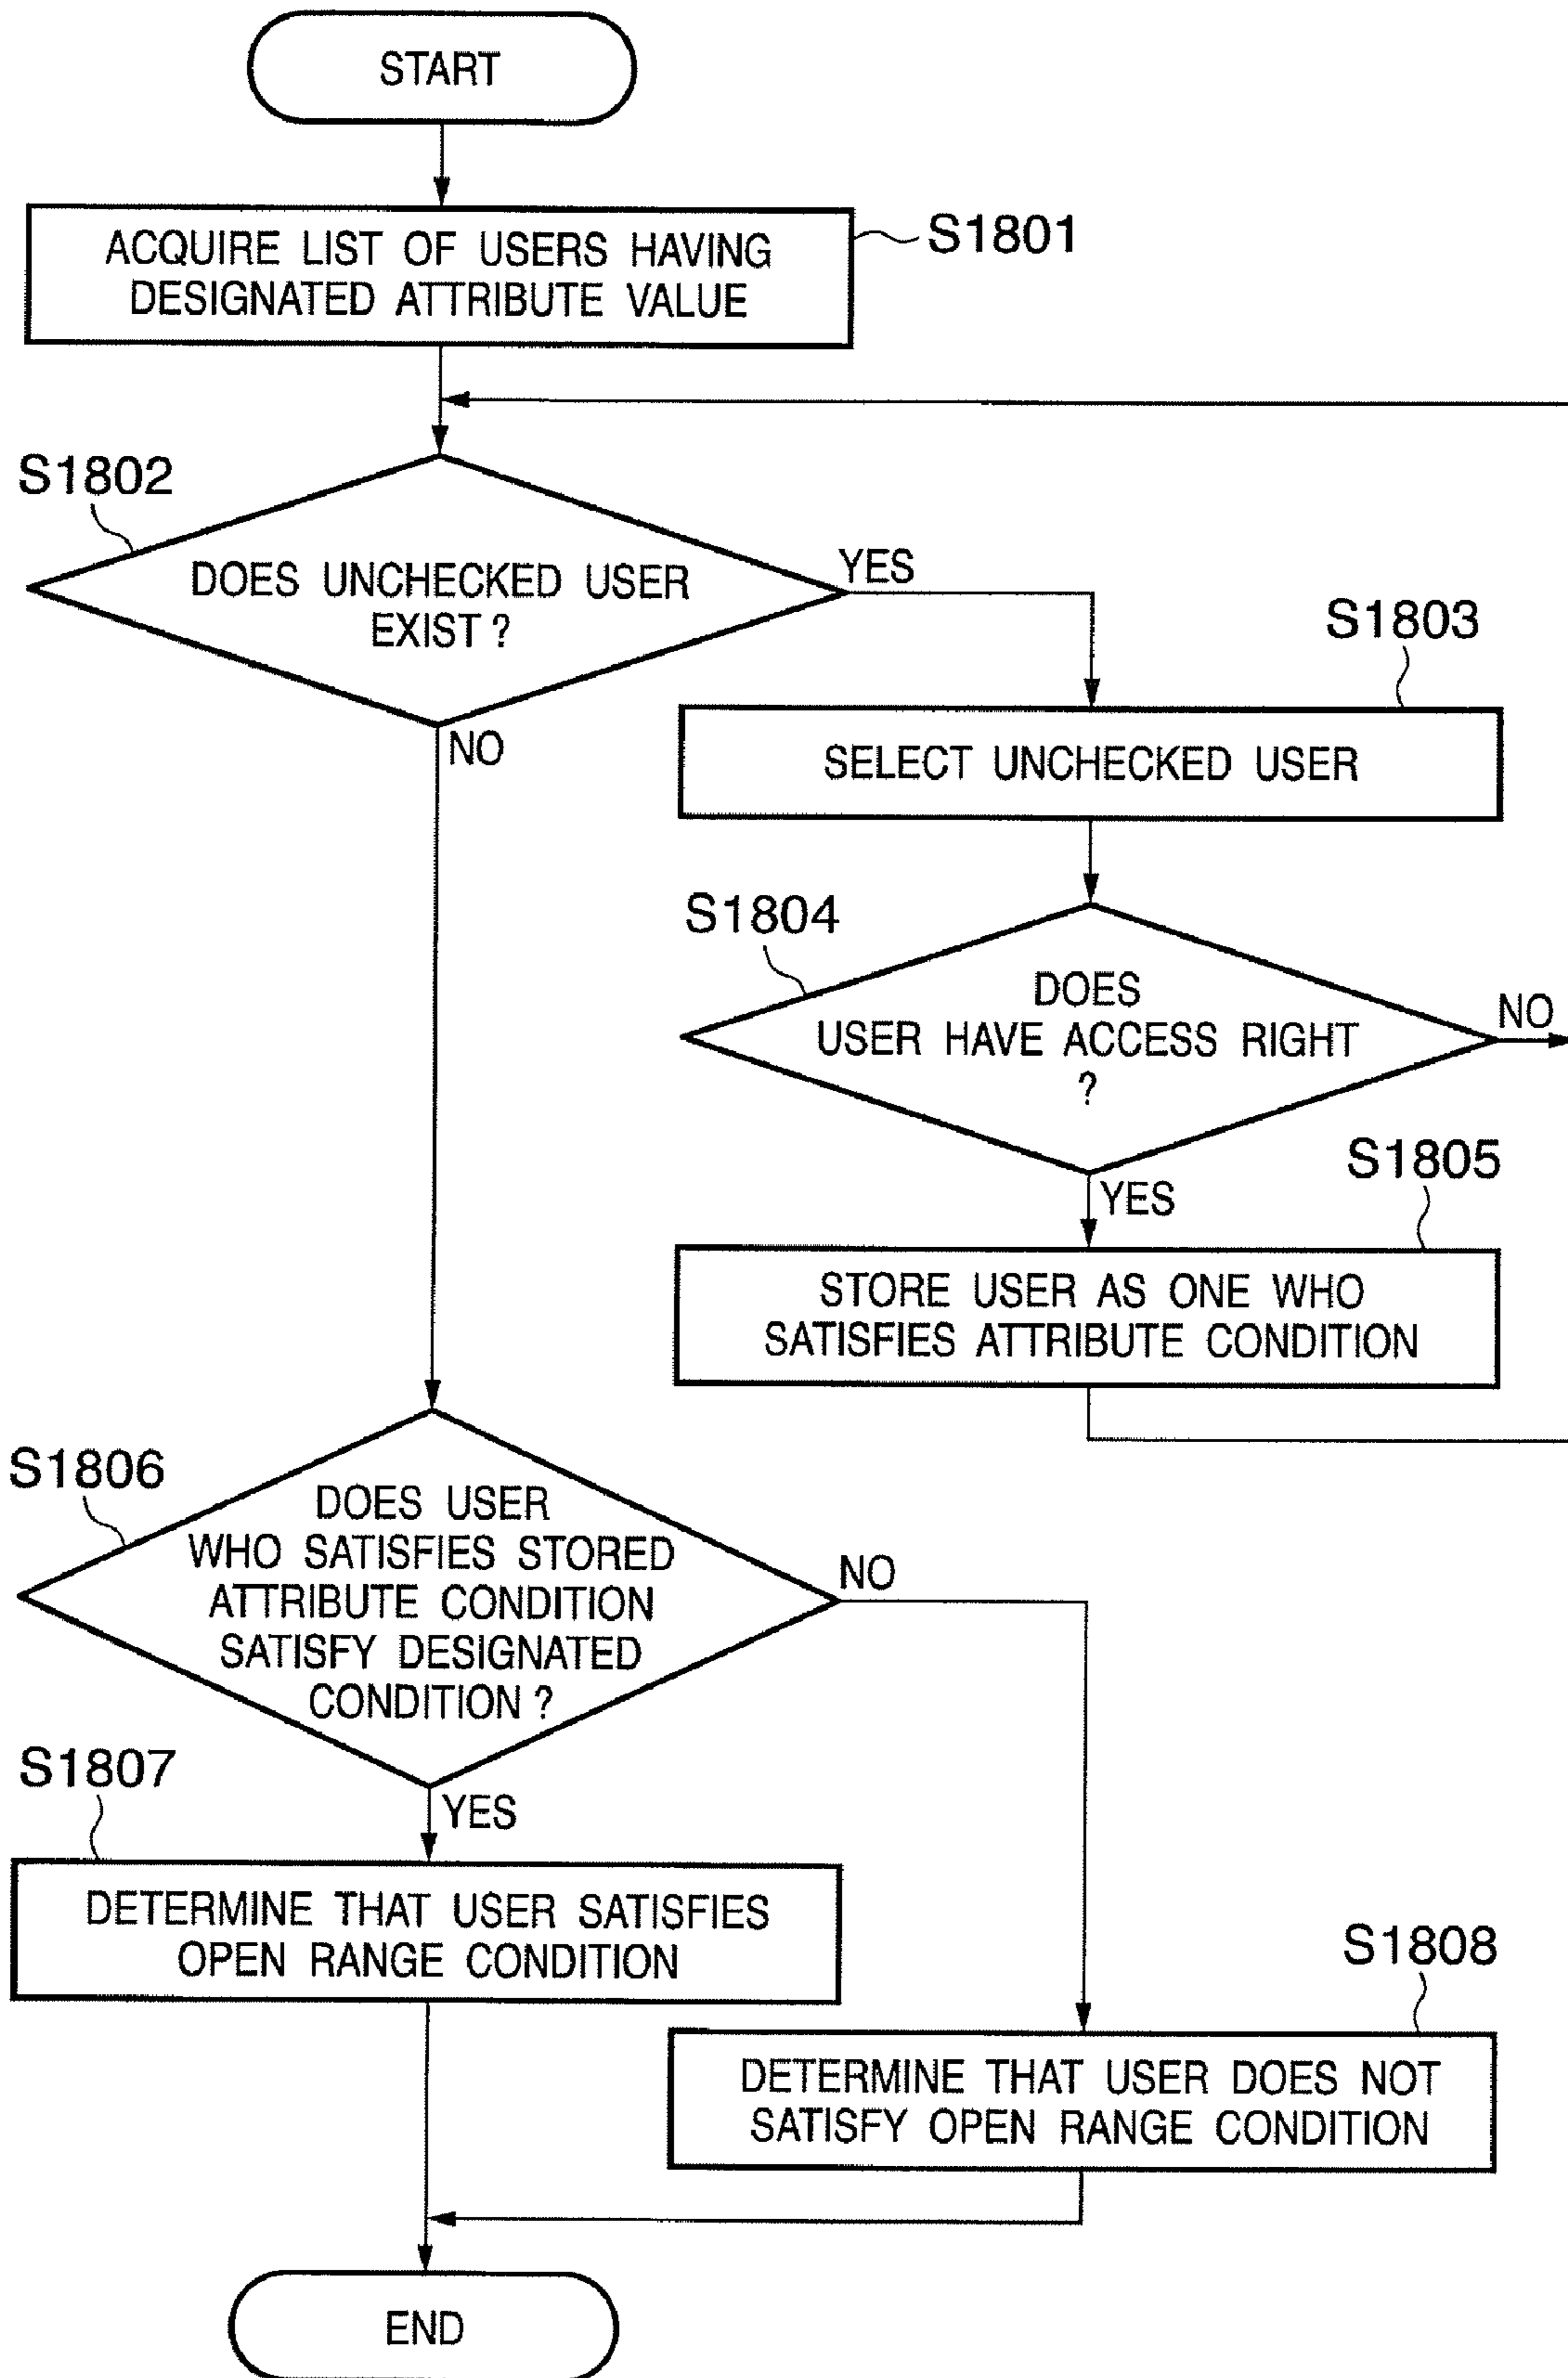 START
ACQUIRE LIST OF USERS HAVING
DESIGNATED ATTRIBUTE VALUE
S1801
S1802
DOES UNCHECKED USER
EXIST?
YES
NO
S1803
SELECT UNCHECKED USER
S1804
DOES
USER HAVE ACCESS RIGHT
?
NO
YES
S1805
STORE USER AS ONE WHO
SATISFIES ATTRIBUTE CONDITION
S1806
DOES USER
WHO SATISFIES STORED
ATTRIBUTE CONDITION
SATISFY DESIGNATED
CONDITION?
NO
YES
S1807
DETERMINE THAT USER SATISFIES
OPEN RANGE CONDITION
S1808
DETERMINE THAT USER DOES NOT
SATISFY OPEN RANGE CONDITION
END